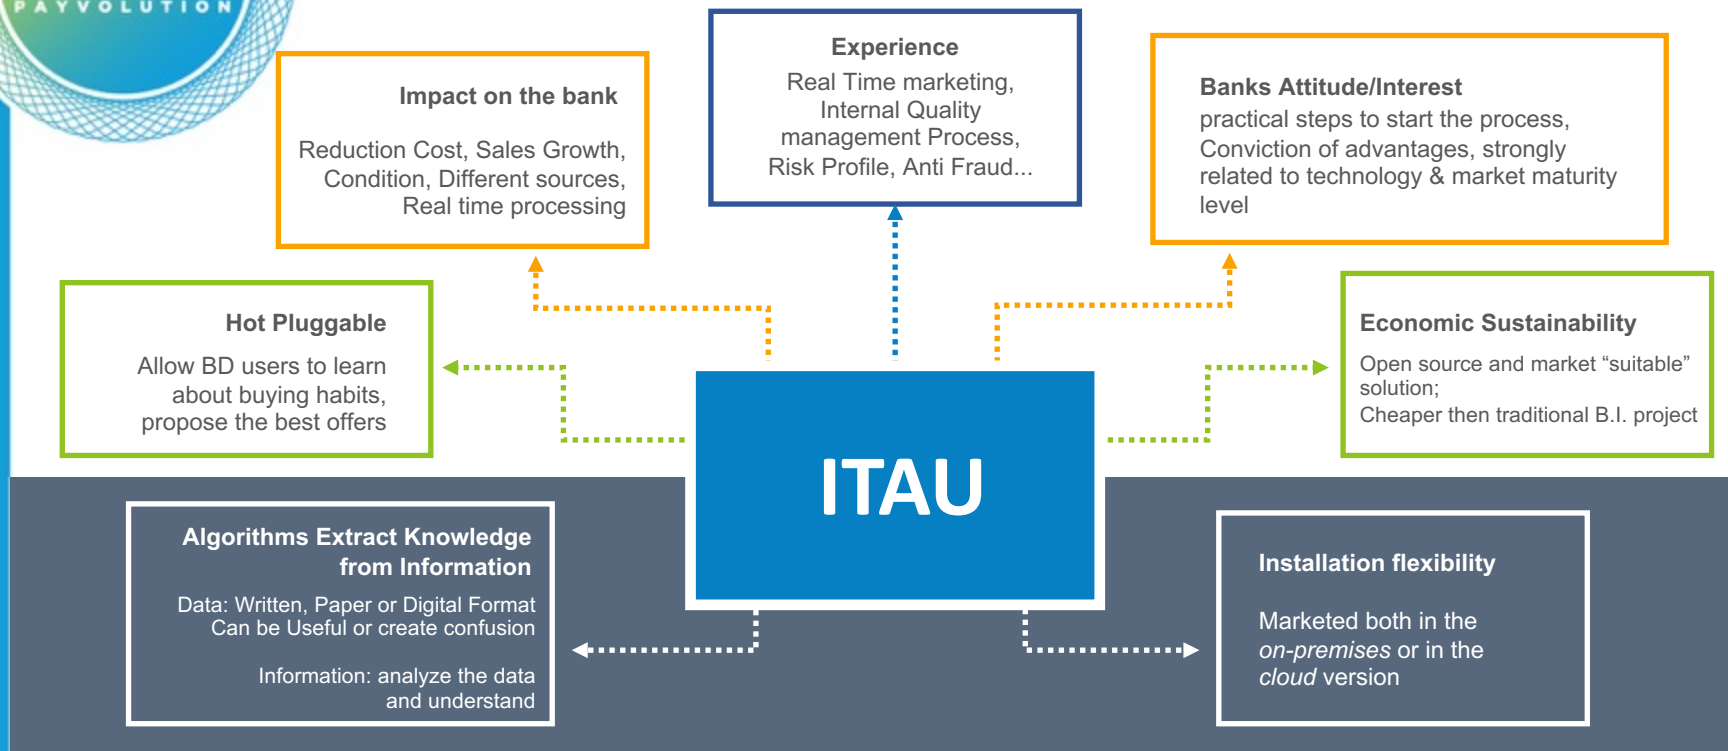 PAYVOLUTION
Impact on the bank
Reduction Cost, Sales Growth,
Condition, Different sources,
Real time processing
Experience
Real Time marketing,
Internal Quality
management Process,
Risk Profile, Anti Fraud...
Banks Attitude/Interest
practical steps to start the process,
Conviction of advantages, strongly
related to technology & market maturity
level
Hot Pluggable
Allow BD users to learn
about buying habits,
propose the best offers
Economic Sustainability
Open source and market “suitable”
solution;
Cheaper then traditional B.I. project
ITAU
Algorithms Extract Knowledge
from Information
Data: Written, Paper or Digital Format
Can be Useful or create confusion
Information: analyze the data
and understand
Installation flexibility
Marketed both in the
on-premises or in the
cloud version